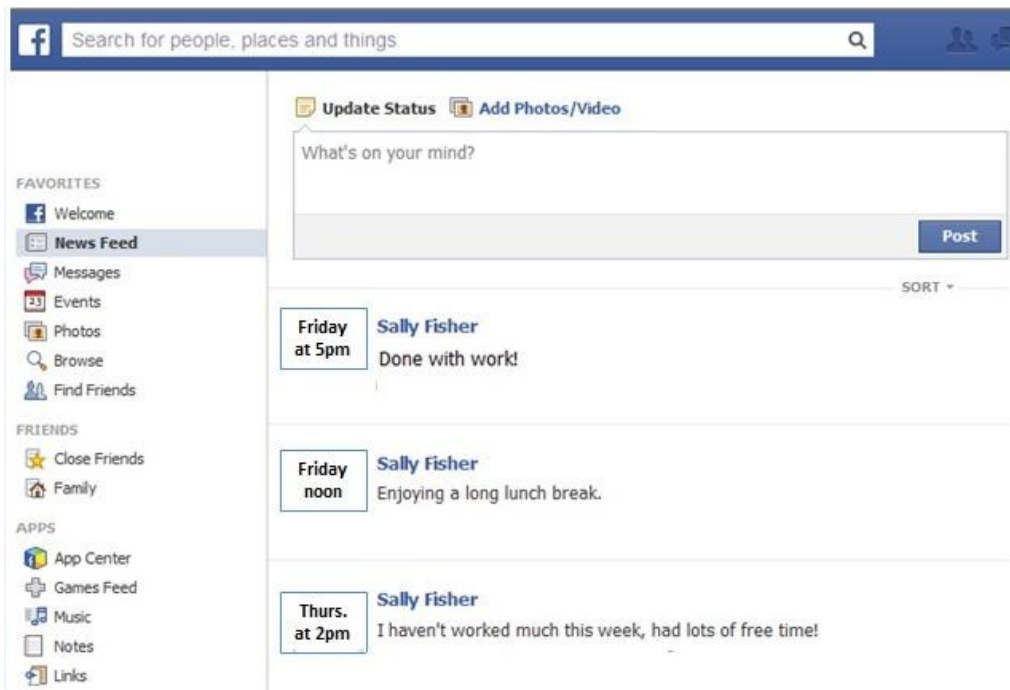 f Search for people, places and things
Update Status Add Photos/Video
What's on your mind?
Post
SORT
FAVORITES
Welcome
News Feed
Messages
23 Events
Photos
Browse
Find Friends
FRIENDS
Close Friends
Family
APPS
App Center
Games Feed
Music
Notes
Links
Friday
at 5pm
Sally Fisher
Done with work!
Friday
noon
Sally Fisher
Enjoying a long lunch break.
Thurs.
at 2pm
Sally Fisher
I haven't worked much this week, had lots of free time!